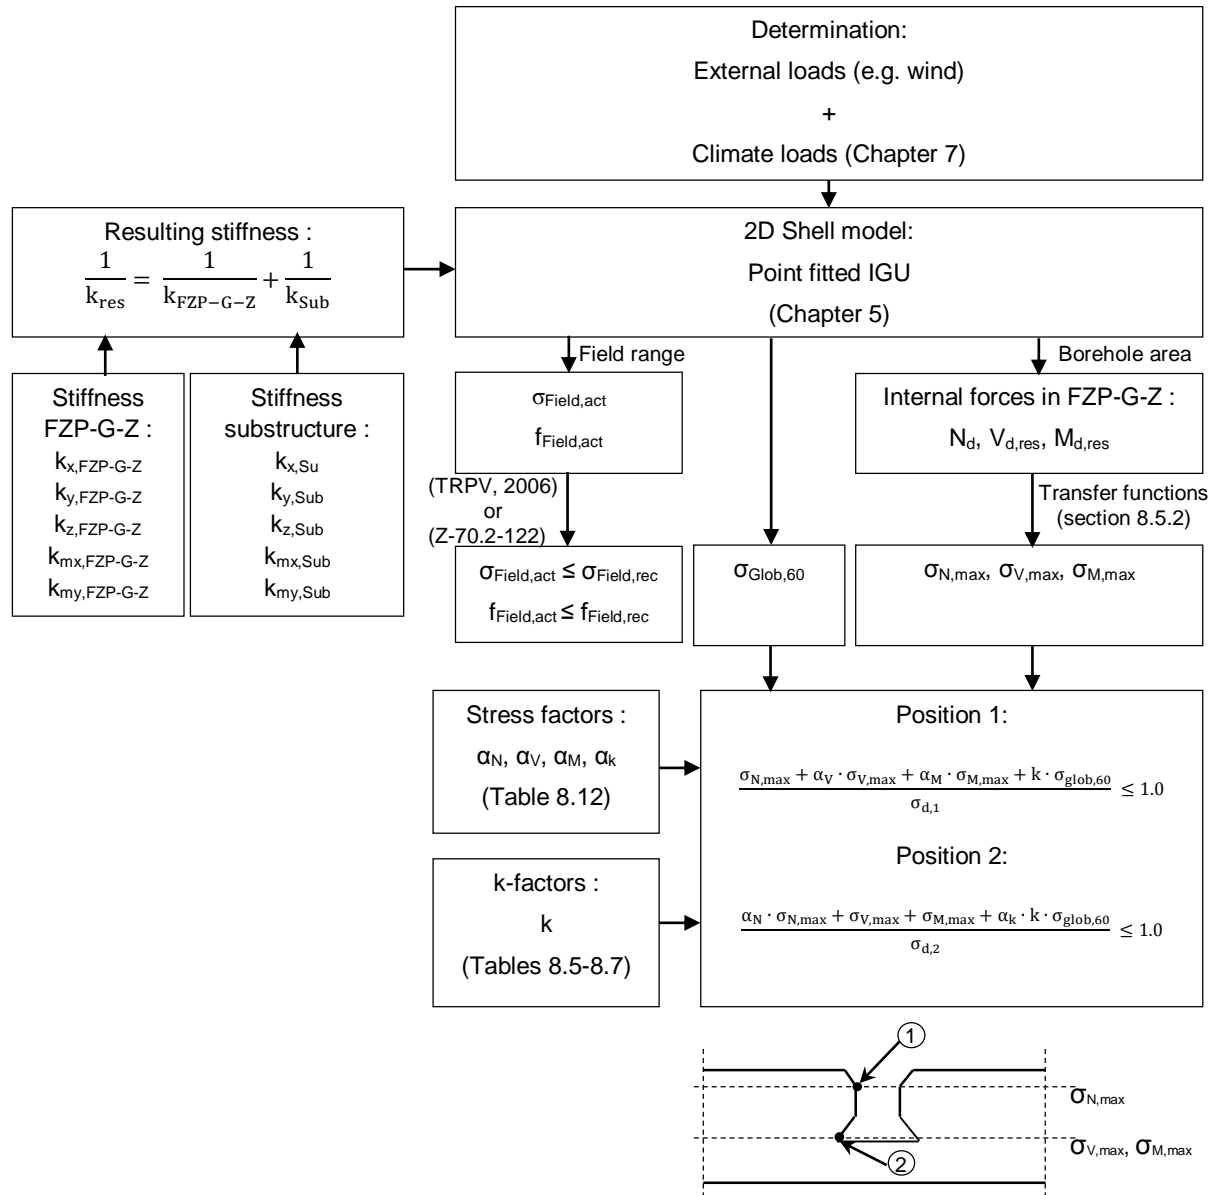 Determination:
External loads (e.g. wind)
+
Climate loads (Chapter 7)
Resulting stiffness :
1/k_res = 1/k_FZP−G−Z + 1/k_Sub
2D Shell model:
Point fitted IGU
(Chapter 5)
Field range
Borehole area
Stiffness
FZP-G-Z :
k_x,FZP-G-Z
k_y,FZP-G-Z
k_z,FZP-G-Z
k_mx,FZP-G-Z
k_my,FZP-G-Z
Stiffness
substructure :
k_x,Su
k_y,Sub
k_z,Sub
k_mx,Sub
k_my,Sub
σ_Field,act
f_Field,act
Internal forces in FZP-G-Z :
N_d, V_d,res, M_d,res
(TRPV, 2006)
or
(Z-70.2-122)
Transfer functions
(section 8.5.2)
σ_Field,act ≤ σ_Field,rec
f_Field,act ≤ f_Field,rec
σ_Glob,60
σ_N,max, σ_V,max, σ_M,max
Stress factors :
α_N, α_V, α_M, α_k
(Table 8.12)
k-factors :
k
(Tables 8.5-8.7)
Position 1:
(σ_N,max + α_V · σ_V,max + α_M · σ_M,max + k · σ_glob,60) / σ_d,1 ≤ 1.0
Position 2:
(α_N · σ_N,max + σ_V,max + σ_M,max + α_k · k · σ_glob,60) / σ_d,2 ≤ 1.0
1
σ_N,max
2
σ_V,max, σ_M,max